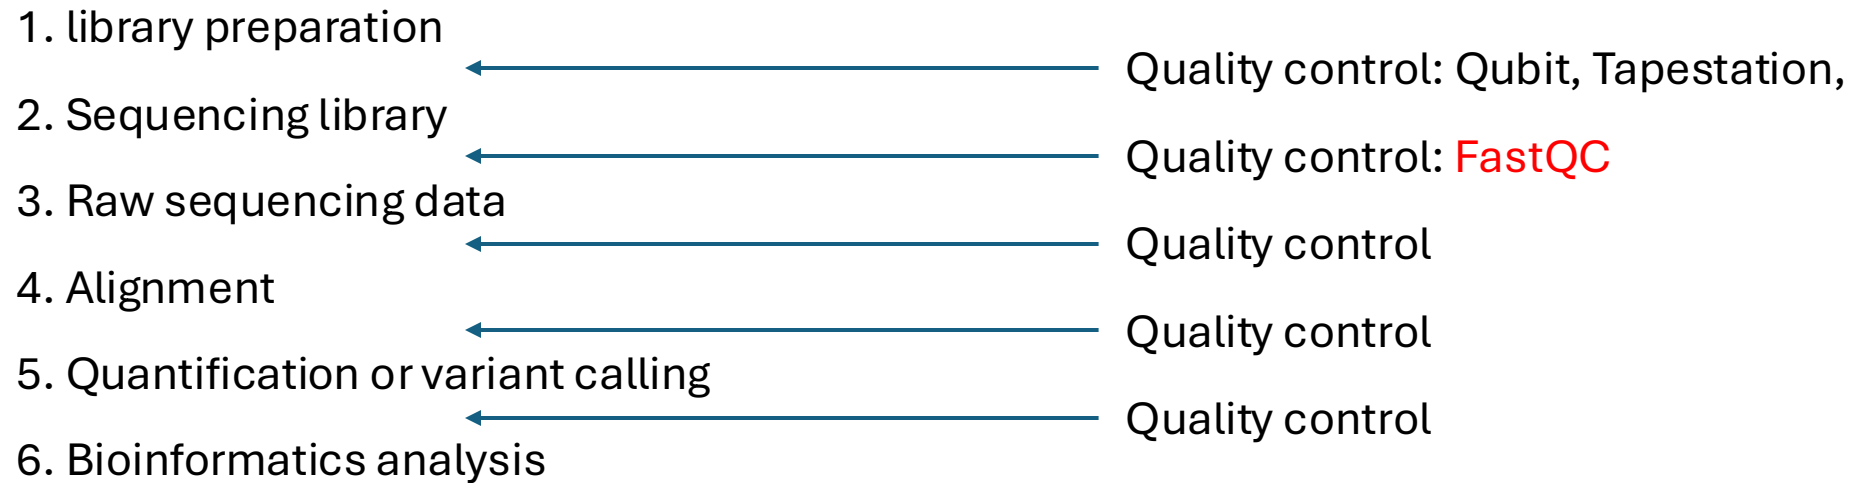 1. library preparation
Quality control: Qubit, Tapestation,
2. Sequencing library
Quality control: FastQC
3. Raw sequencing data
Quality control
4. Alignment
Quality control
5. Quantification or variant calling
Quality control
6. Bioinformatics analysis